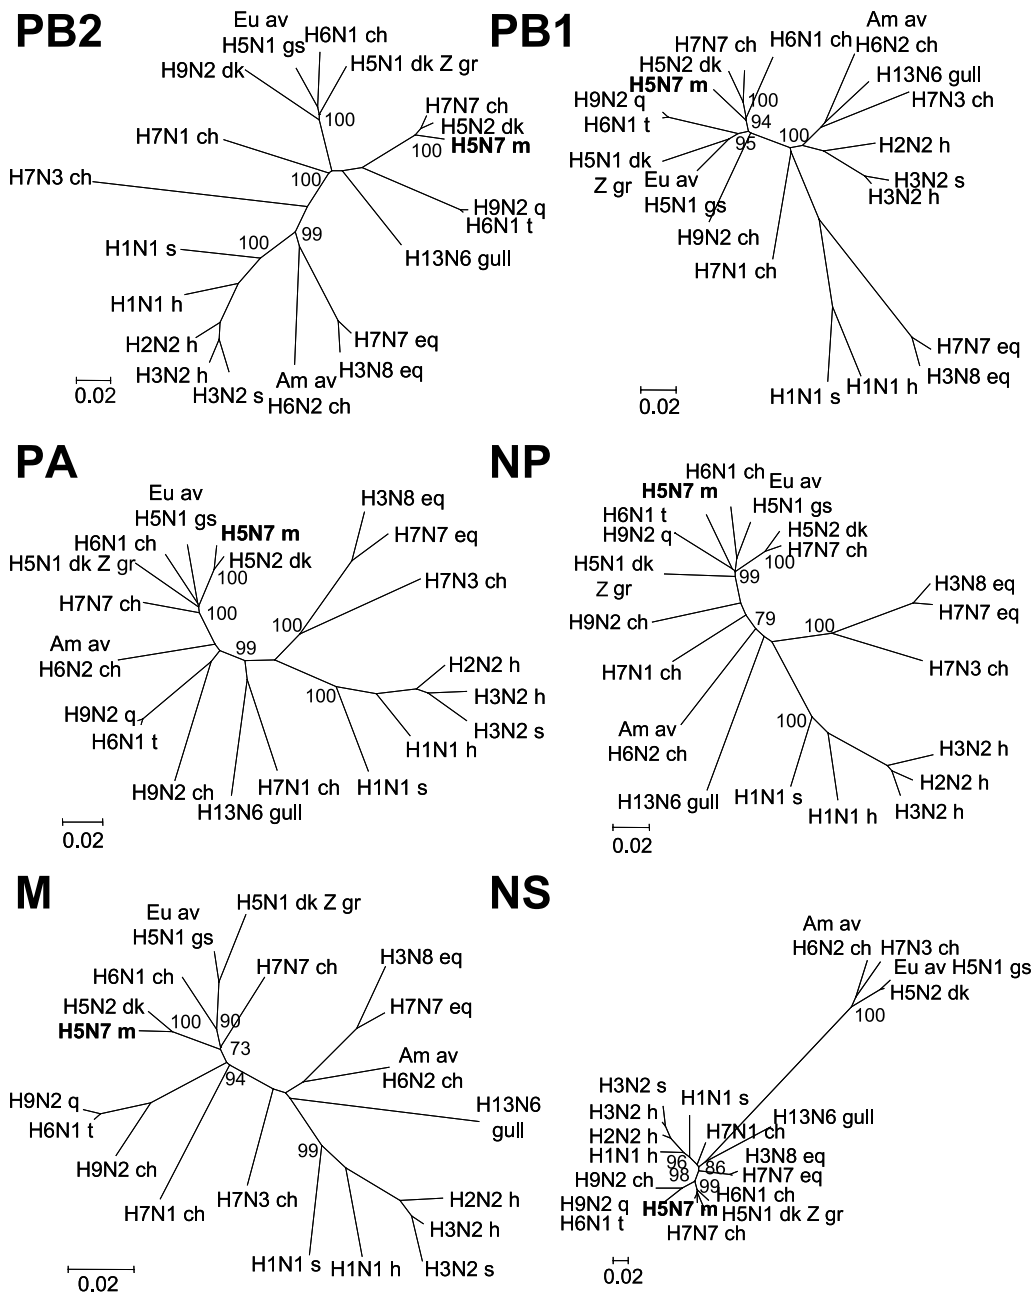 PB2
Eu av
H5N1 gs
H6N1 ch
H9N2 dk
H5N1 dk Z gr
100
H7N7 ch
H5N2 dk
H7N1 ch
100
H5N7 m
H7N3 ch
100
H9N2 q
H6N1 t
H1N1 s
100
99
H13N6 gull
H1N1 h
H2N2 h
H7N7 eq
H3N2 h
H3N8 eq
H3N2 s
Am av
H6N2 ch
0.02
PB1
Am av
H7N7 ch
H6N1 ch
H6N2 ch
H5N2 dk
H13N6 gull
H5N7 m
H7N3 ch
H9N2 q
100
H6N1 t
94
100
95
H2N2 h
H5N1 dk
Z gr
Eu av
H5N1 gs
H3N2 s
H3N2 h
H9N2 ch
H7N1 ch
H7N7 eq
H3N8 eq
H1N1 h
H1N1 s
0.02
PA
Eu av
H5N1 gs
H3N8 eq
H5N7 m
H7N7 eq
H6N1 ch
H5N2 dk
H5N1 dk Z gr
100
H7N3 ch
H7N7 ch
100
100
Am av
H6N2 ch
99
H2N2 h
100
H3N2 h
H9N2 q
H6N1 t
H3N2 s
H1N1 h
H9N2 ch
H7N1 ch
H1N1 s
H13N6 gull
0.02
NP
H6N1 ch
Eu av
H5N7 m
H5N1 gs
H6N1 t
H9N2 q
H5N2 dk
H7N7 ch
H5N1 dk
Z gr
99
100
H3N8 eq
H7N7 eq
H9N2 ch
79
100
H7N1 ch
H7N3 ch
Am av
H6N2 ch
100
H3N2 h
H2N2 h
H13N6 gull
H1N1 s
H1N1 h
H3N2 h
0.02
M
Eu av
H5N1 gs
H5N1 dk Z gr
H6N1 ch
H7N7 ch
H3N8 eq
H5N2 dk
H7N7 eq
H5N7 m
100
90
73
Am av
H6N2 ch
94
H9N2 q
H6N1 t
H13N6
gull
H9N2 ch
99
H7N1 ch
H7N3 ch
H2N2 h
H3N2 h
H1N1 s
H1N1 h
H3N2 s
0.02
NS
Am av
H6N2 ch
H7N3 ch
Eu av H5N1 gs
H5N2 dk
100
H3N2 s
H1N1 s
H3N2 h
H13N6 gull
H2N2 h
H7N1 ch
H1N1 h
96
86
H3N8 eq
H9N2 ch
98
H7N7 eq
99
H6N1 ch
H9N2 q
H5N7 m
H5N1 dk Z gr
H6N1 t
H7N7 ch
0.02